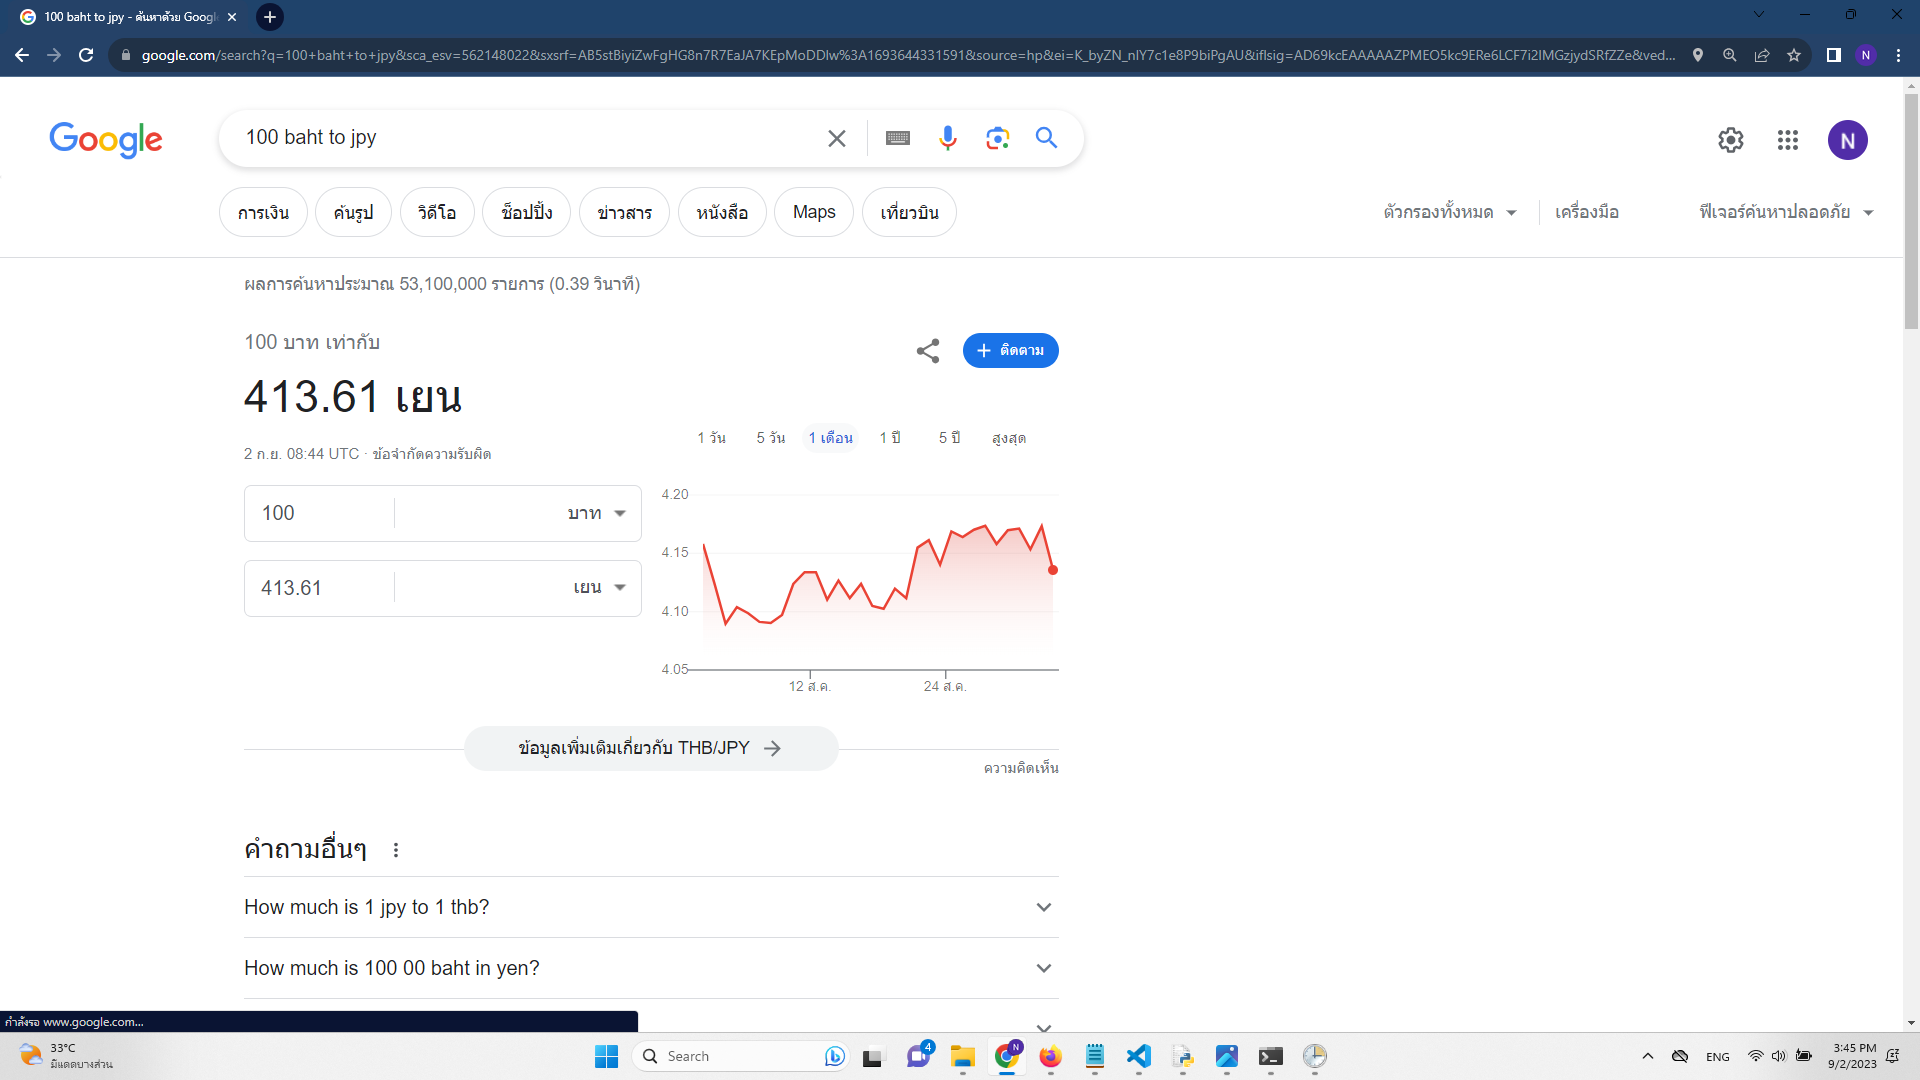 100 baht to jpy - ค้นหาด้วย Googl
google.com/search?q=100+baht+to+jpy&sca_esv=562148022&sxsrf=AB5stBiyiZwFgHG8n7R7EaJA7KEpMoDDlw%3A1693644331591&source=hp&ei=K_byZN_nIY7c1e8P9biPgAU&iflsig=AD69kcEAAAAAZPMEO5kc9ERe6LCF7i2IMGzjydSRfZZe&ved...
N
Google
100 baht to jpy
N
การเงิน
ค้นรูป
วิดีโอ
ช็อปปิ้ง
ข่าวสาร
หนังสือ
Maps
เที่ยวบิน
ตัวกรองทั้งหมด
เครื่องมือ
ฟีเจอร์ค้นหาปลอดภัย
ผลการค้นหาประมาณ 53,100,000 รายการ (0.39 วินาที)
100 บาท เท่ากับ
ติดตาม
413.61 เยน
2 ก.ย. 08:44 UTC · ข้อจำกัดความรับผิด
1 วัน
5 วัน
1 เดือน
1 ปี
5 ปี
สูงสุด
100
บาท
413.61
เยน
4.20
4.15
4.10
4.05
12 ส.ค.
24 ส.ค.
ข้อมูลเพิ่มเติมเกี่ยวกับ THB/JPY
ความคิดเห็น
คำถามอื่นๆ
How much is 1 jpy to 1 thb?
How much is 100 00 baht in yen?
กำลังรอ www.google.com...
33°C
มีแดดบางส่วน
Search
4
N
ENG
3:45 PM
9/2/2023